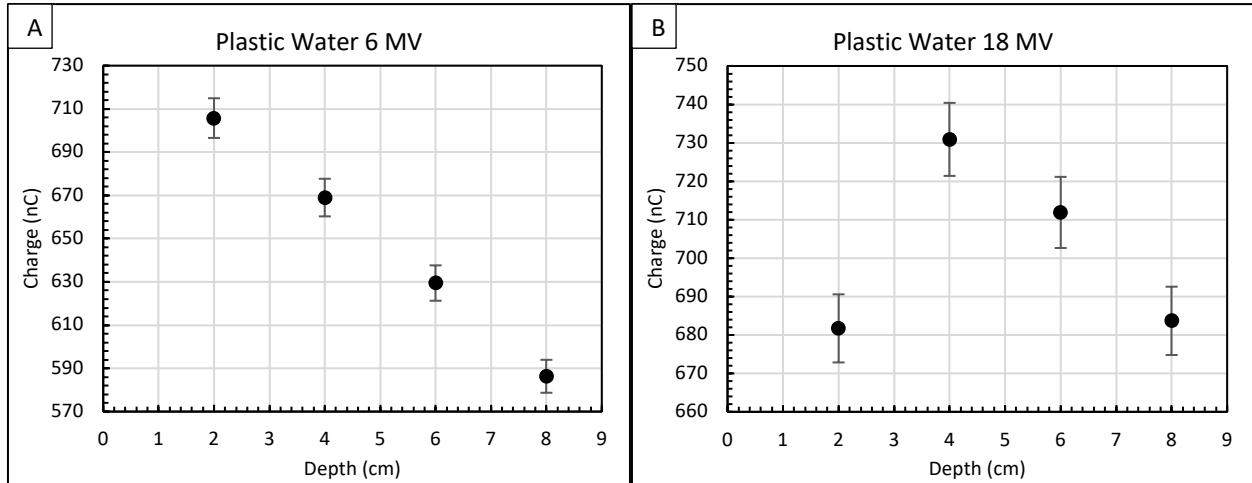 A
Plastic Water 6 MV
Charge (nC)
730
710
690
670
650
630
610
590
570
0 1 2 3 4 5 6 7 8 9
Depth (cm)
B
Plastic Water 18 MV
Charge (nC)
750
740
730
720
710
700
690
680
670
660
0 1 2 3 4 5 6 7 8 9
Depth (cm)